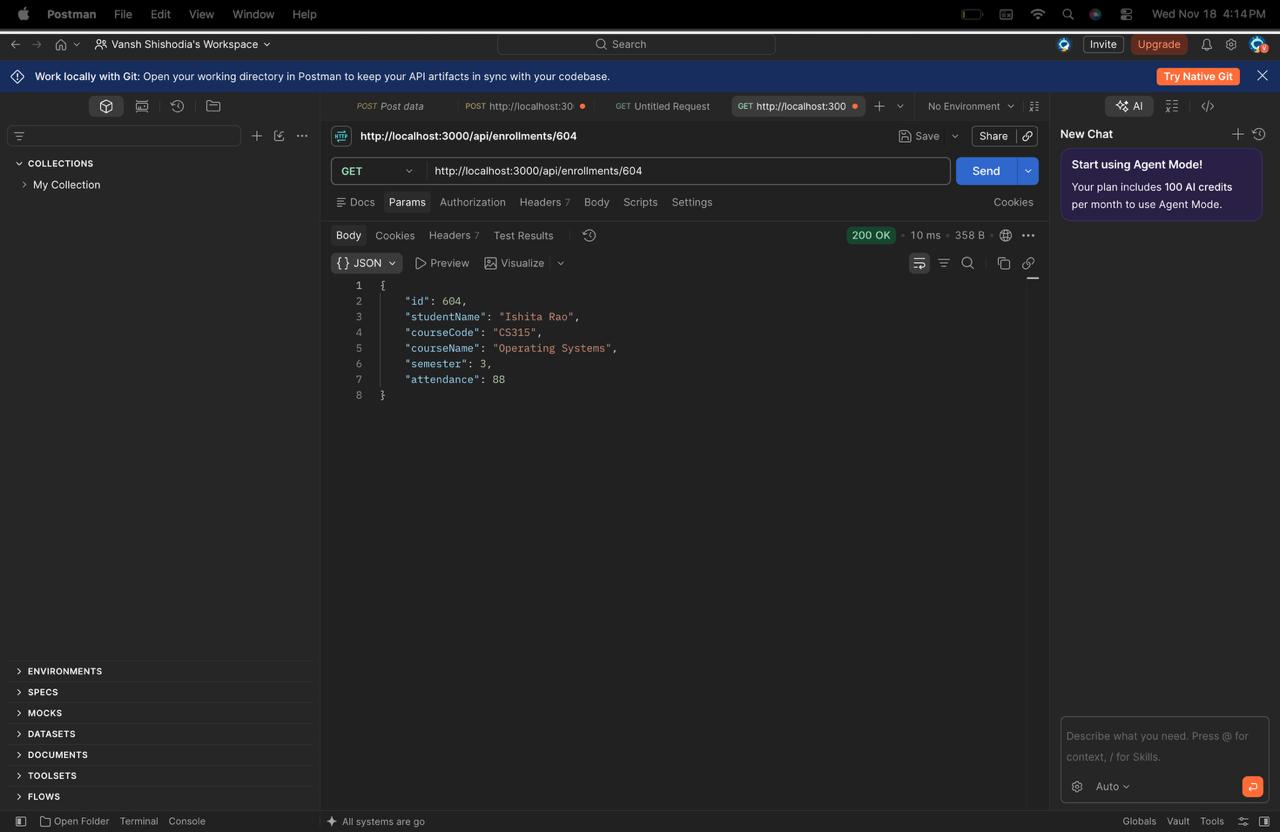 Postman File Edit View Window Help Wed Nov 18 4:14 PM
Vansh Shishodia's Workspace Search Invite Upgrade
Work locally with Git: Open your working directory in Postman to keep your API artifacts in sync with your codebase. Try Native Git
POST Post data POST http://localhost:30 GET Untitled Request GET http://localhost:300 No Environment AI
HTTP http://localhost:3000/api/enrollments/604 Save Share
New Chat
COLLECTIONS
My Collection
GET http://localhost:3000/api/enrollments/604 Send
Start using Agent Mode!
Your plan includes 100 AI credits
per month to use Agent Mode.
Docs Params Authorization Headers 7 Body Scripts Settings Cookies
Body Cookies Headers 7 Test Results 200 OK 10 ms 358 B
{ } JSON Preview Visualize
1 {
2 "id": 604,
3 "studentName": "Ishita Rao",
4 "courseCode": "CS315",
5 "courseName": "Operating Systems",
6 "semester": 3,
7 "attendance": 88
8 }
ENVIRONMENTS
SPECS
MOCKS
DATASETS
DOCUMENTS
TOOLSETS
FLOWS
Describe what you need. Press @ for
context, / for Skills.
Auto
Open Folder Terminal Console All systems are go Globals Vault Tools